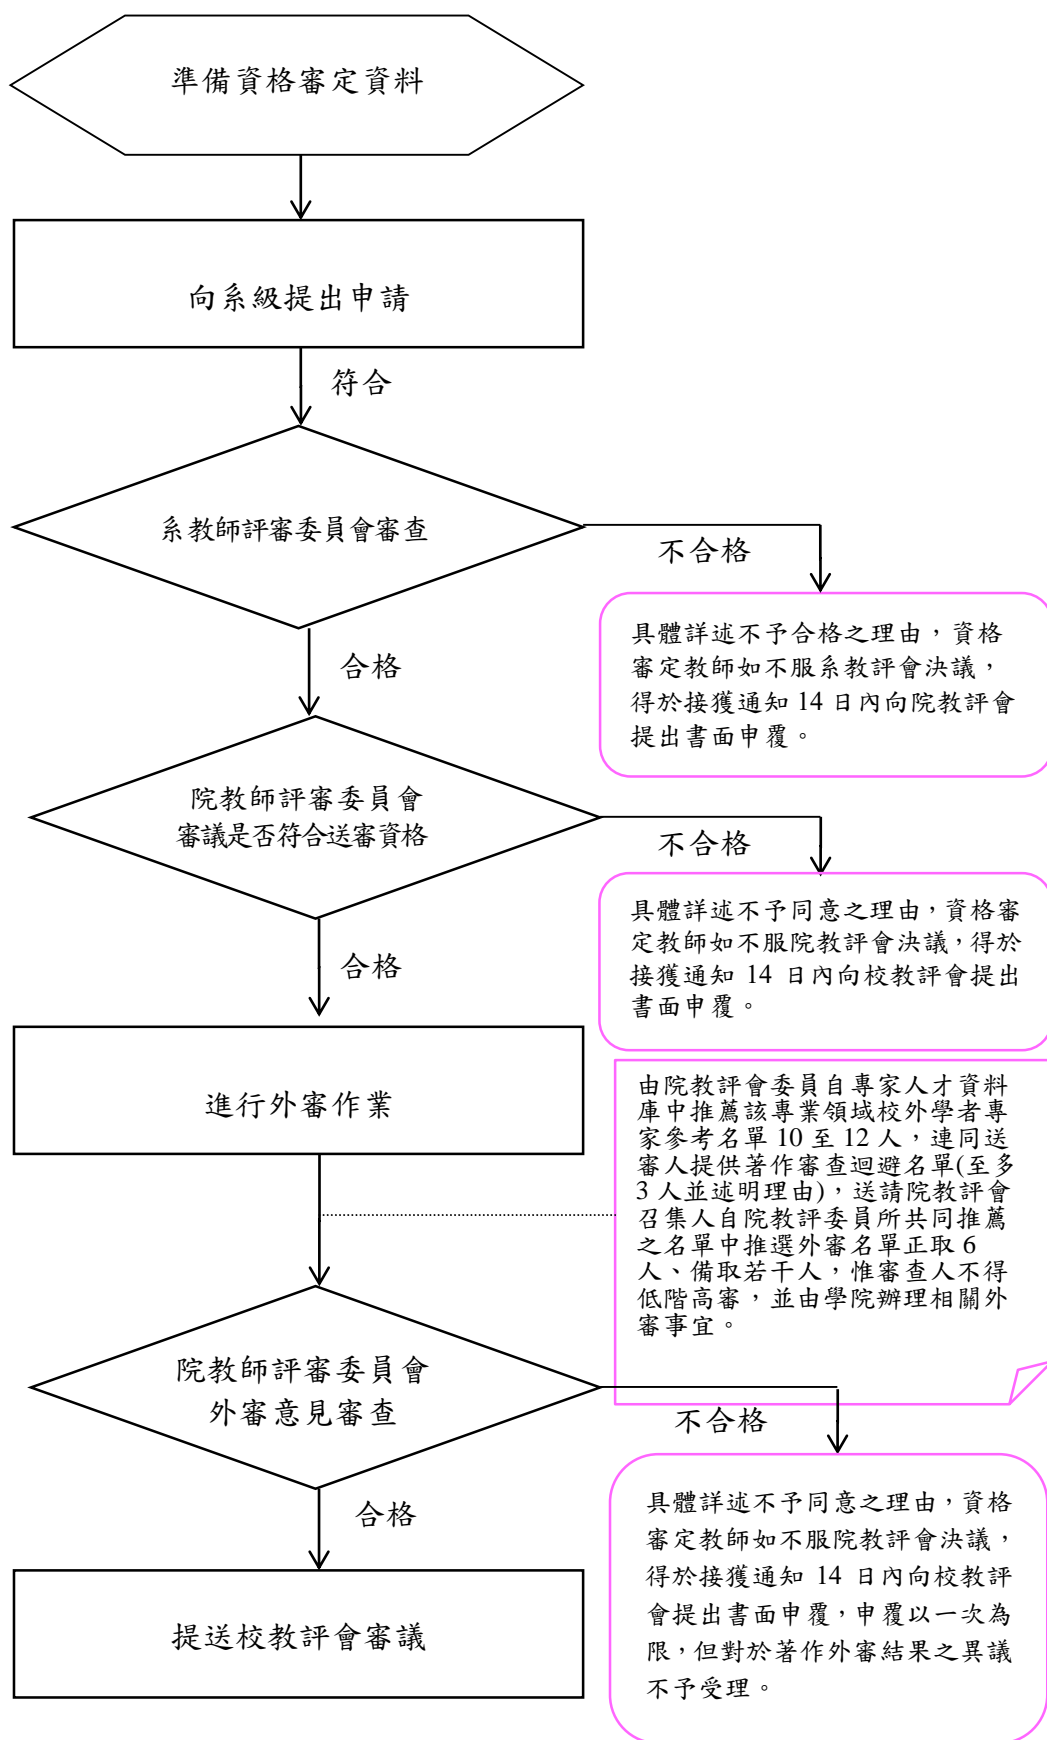 準備資格審定資料
向系級提出申請
符合
系教師評審委員會審查
不合格
具體詳述不予合格之理由，資格
審定教師如不服系教評會決議，
得於接獲通知 14 日內向院教評會
提出書面申覆。
合格
院教師評審委員會
審議是否符合送審資格
不合格
具體詳述不予同意之理由，資格審
定教師如不服院教評會決議，得於
接獲通知 14 日內向校教評會提出
書面申覆。
合格
進行外審作業
由院教評會委員自專家人才資料
庫中推薦該專業領域校外學者專
家參考名單 10 至 12 人，連同送
審人提供著作審查迴避名單(至多
3 人並述明理由)，送請院教評會
召集人自院教評委員所共同推薦
之名單中推選外審名單正取 6
人、備取若干人，惟審查人不得
低階高審，並由學院辦理相關外
審事宜。
院教師評審委員會
外審意見審查
不合格
具體詳述不予同意之理由，資格
審定教師如不服院教評會決議，
得於接獲通知 14 日內向校教評
會提出書面申覆，申覆以一次為
限，但對於著作外審結果之異議
不予受理。
合格
提送校教評會審議